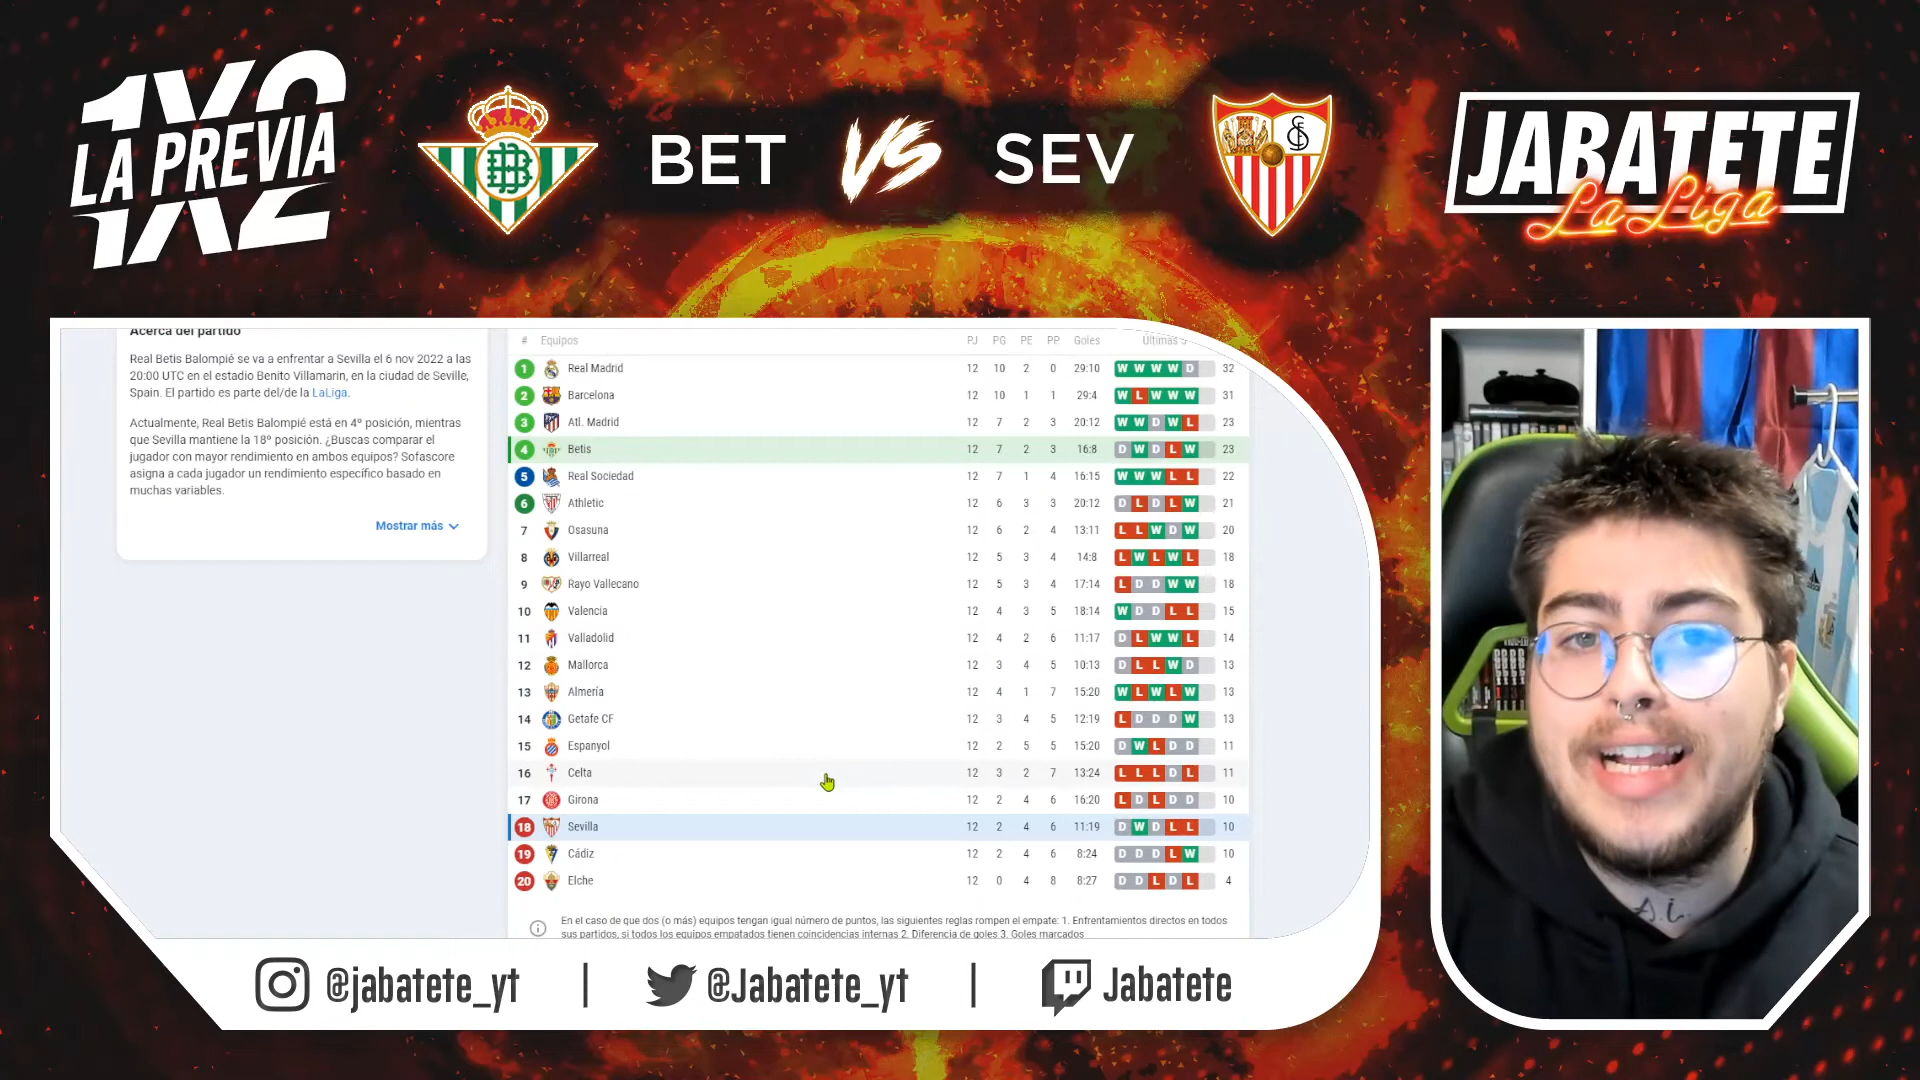 1X2
LA PREVIA
BET VS SEV
JABATETE
La Liga
Acerca del partido
Real Betis Balompié se va a enfrentar a Sevilla el 6 nov 2022 a las
20:00 UTC en el estadio Benito Villamarin, en la ciudad de Seville,
Spain. El partido es parte del/de la LaLiga.
Actualmente, Real Betis Balompié está en 4º posición, mientras
que Sevilla mantiene la 18º posición. ¿Buscas comparar el
jugador con mayor rendimiento en ambos equipos? Sofascore
asigna a cada jugador un rendimiento específico basado en
muchas variables.
Mostrar más
# Equipos PJ PG PE PP Goles Últimas 5
1 Real Madrid 12 10 2 0 29:10 W W W W D 32
2 Barcelona 12 10 1 1 29:4 W L W W W 31
3 Atl. Madrid 12 7 2 3 20:12 W W D W L 23
4 Betis 12 7 2 3 16:8 D W D L W 23
5 Real Sociedad 12 7 1 4 16:15 W W W L L 22
6 Athletic 12 6 3 3 20:12 D L D L W 21
7 Osasuna 12 6 2 4 13:11 L L W D W 20
8 Villarreal 12 5 3 4 14:8 L W L W L 18
9 Rayo Vallecano 12 5 3 4 17:14 L D D W W 18
10 Valencia 12 4 3 5 18:14 W D D L L 15
11 Valladolid 12 4 2 6 11:17 D L W W L 14
12 Mallorca 12 3 4 5 10:13 D L L W D 13
13 Almería 12 4 1 7 15:20 W L W L W 13
14 Getafe CF 12 3 4 5 12:19 L D D D W 13
15 Espanyol 12 2 5 5 15:20 D W L D D 11
16 Celta 12 3 2 7 13:24 L L L D L 11
17 Girona 12 2 4 6 16:20 L D L D D 10
18 Sevilla 12 2 4 6 11:19 D W D L L 10
19 Cádiz 12 2 4 6 8:24 D D D L W 10
20 Elche 12 0 4 8 8:27 D D L D L 4
En el caso de que dos (o más) equipos tengan igual número de puntos, las siguientes reglas rompen el empate: 1. Enfrentamientos directos en todos
sus partidos, si todos los equipos empatados tienen coincidencias internas 2. Diferencia de goles 3. Goles marcados
@jabatete_yt | @Jabatete_yt | Jabatete